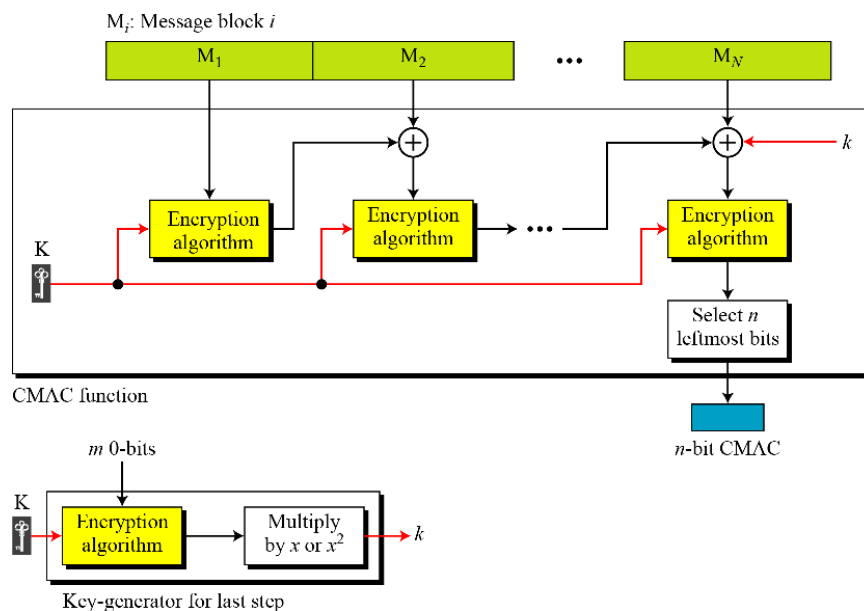 M𝑖: Message block i
M1
M2
•••
MN
k
Encryption
algorithm
Encryption
algorithm
•••
Encryption
algorithm
K
Select n
leftmost bits
CMAC function
n-bit CMAC
m 0-bits
K
Encryption
algorithm
Multiply
by x or x²
k
Key-generator for last step